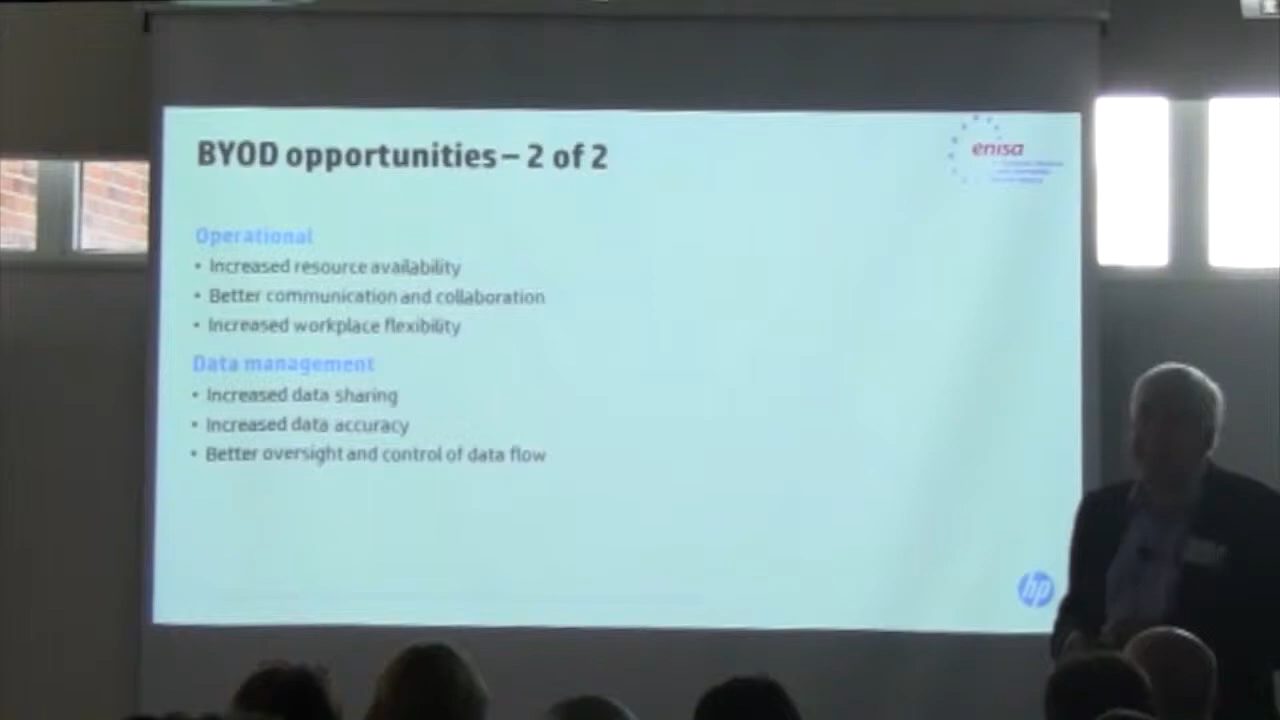 BYOD opportunities – 2 of 2
enisa
Operational
• Increased resource availability
• Better communication and collaboration
• Increased workplace flexibility
Data management
• Increased data sharing
• Increased data accuracy
• Better oversight and control of data flow
hp